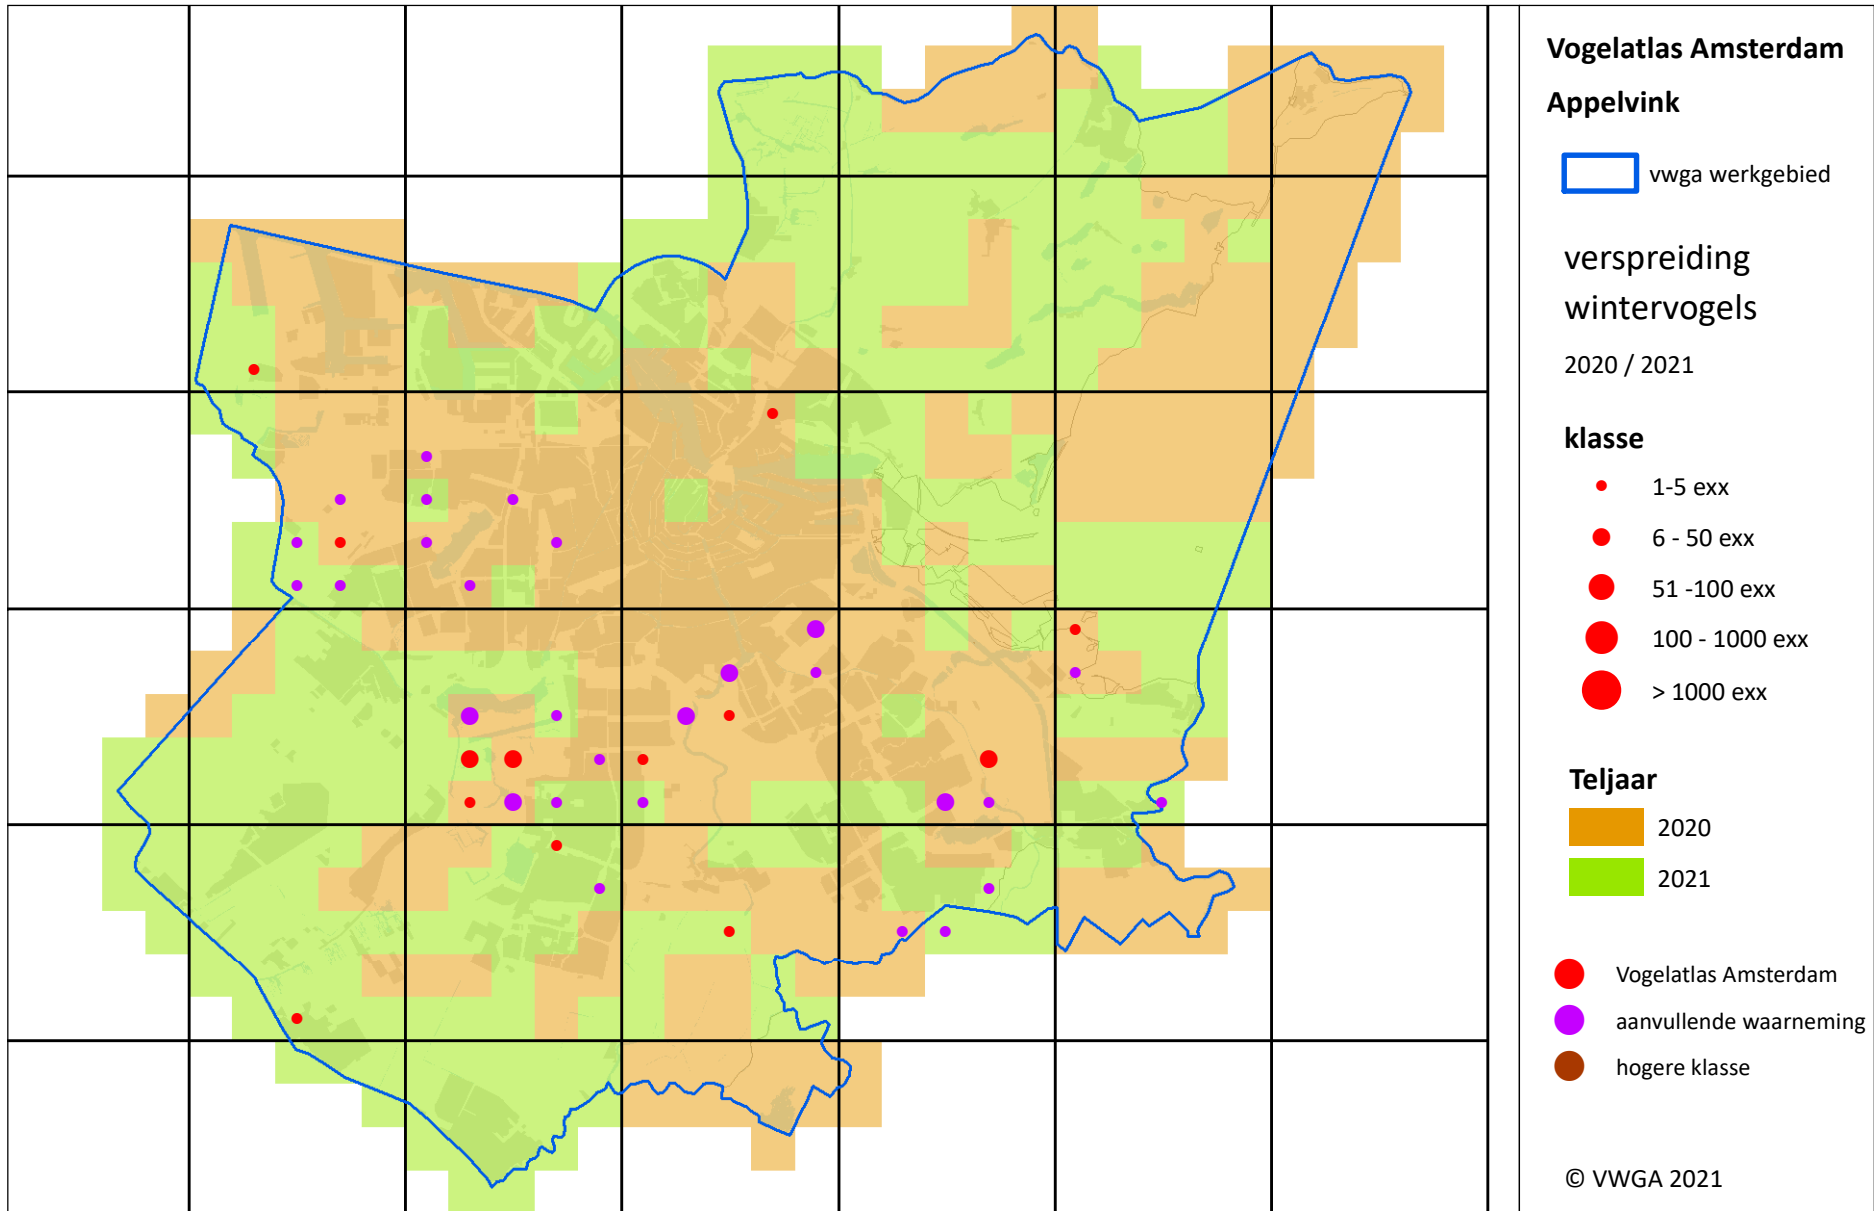 Vogelatlas Amsterdam
Appelvink
vwga werkgebied
verspreiding
wintervogels
2020 / 2021
klasse
1-5 exx
6 - 50 exx
51 -100 exx
100 - 1000 exx
> 1000 exx
Teljaar
2020
2021
Vogelatlas Amsterdam
aanvullende waarneming
hogere klasse
© VWGA 2021